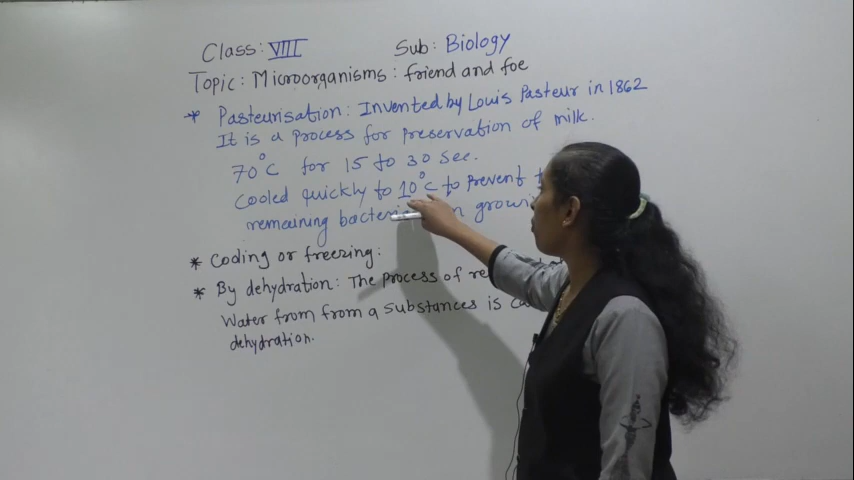 Class: VIII Sub: Biology
Topic: Microorganisms: friend and foe
* Pasteurisation: Invented by Louis Pasteur in 1862
It is a process for preservation of milk.
70°C for 15 to 30 sec.
Cooled quickly to 10°C to prevent
remaining
* Coding or freezing:
* By dehydration: The process of
Water from from a substances is
dehydration.